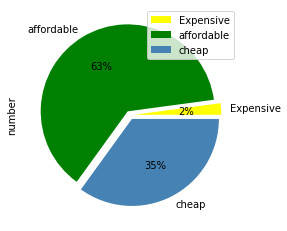 Expensive
affordable
cheap
affordable
63%
Expensive
2%
number
35%
cheap